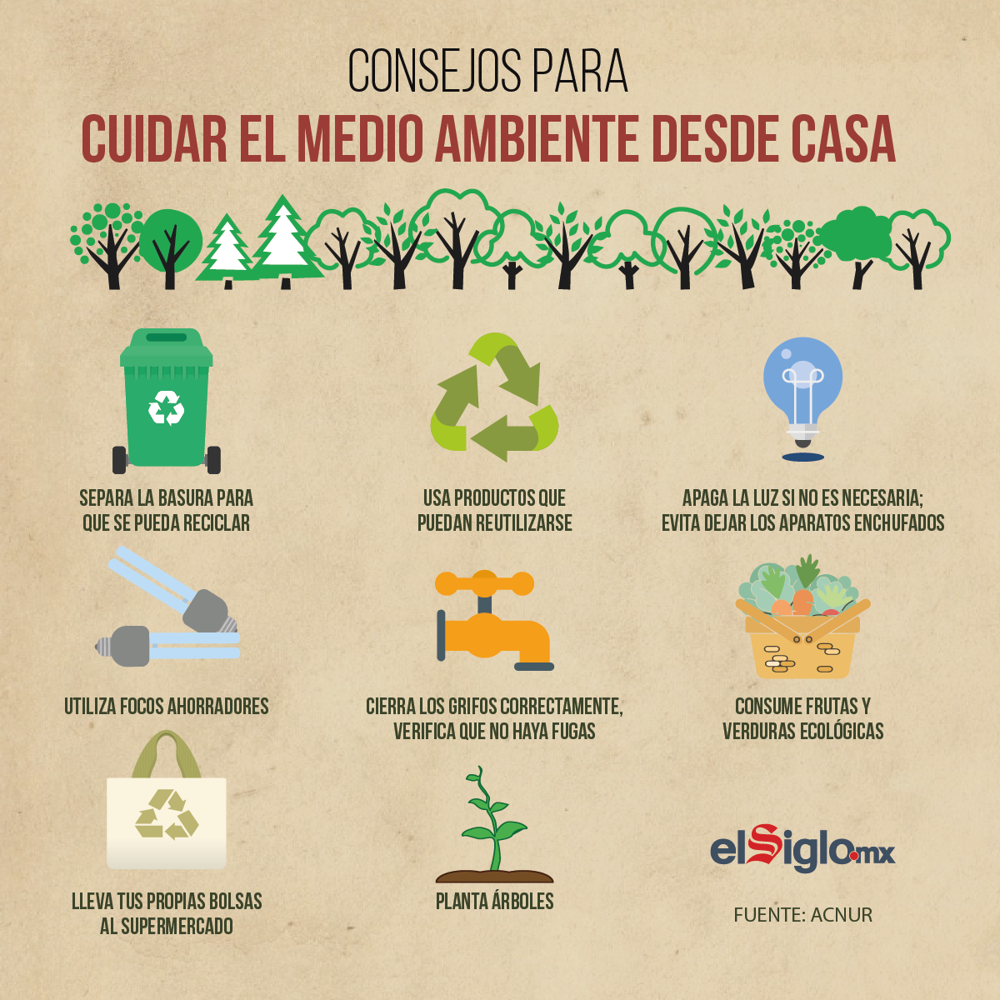 CONSEJOS PARA
CUIDAR EL MEDIO AMBIENTE DESDE CASA
SEPARA LA BASURA PARA
QUE SE PUEDA RECICLAR
USA PRODUCTOS QUE
PUEDAN REUTILIZARSE
APAGA LA LUZ SI NO ES NECESARIA;
EVITA DEJAR LOS APARATOS ENCHUFADOS
UTILIZA FOCOS AHORRADORES
CIERRA LOS GRIFOS CORRECTAMENTE,
VERIFICA QUE NO HAYA FUGAS
CONSUME FRUTAS Y
VERDURAS ECOLÓGICAS
LLEVA TUS PROPIAS BOLSAS
AL SUPERMERCADO
PLANTA ÁRBOLES
elSiglo.mx
FUENTE: ACNUR